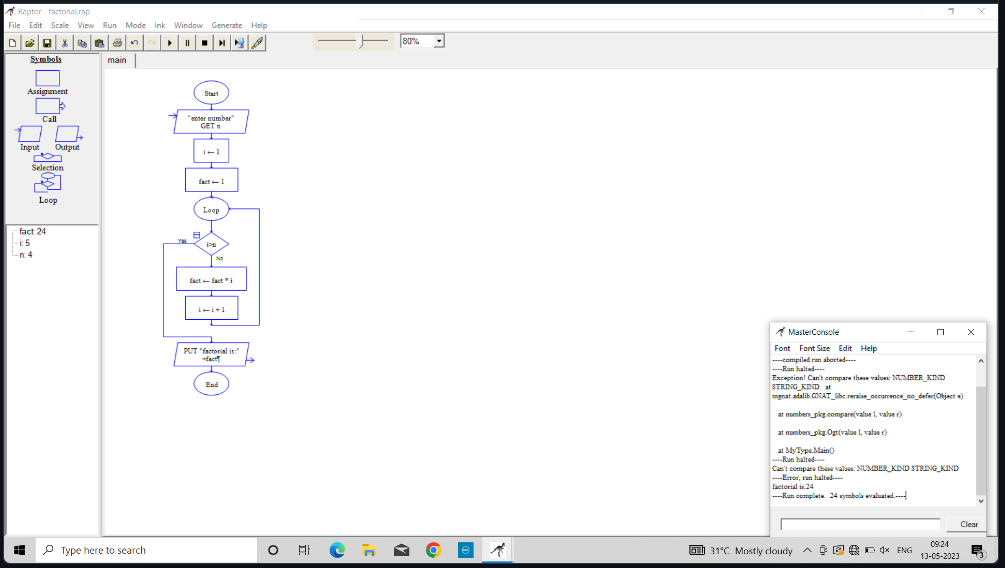 Raptor - factorial.rap
File Edit Scale View Run Mode Ink Window Generate Help
80%
Symbols
Assignment
Call
Input Output
Selection
Loop
fact: 24
i: 5
n: 4
main
Start
"enter number"
GET n
i ← 1
fact ← 1
Loop
Yes
i>n
No
fact ← fact * i
i ← i + 1
PUT "factorial is:"
+fact¶
End
MasterConsole
Font Font Size Edit Help
----compiled run aborted----
----Run halted----
Exception! Can't compare these values: NUMBER_KIND
STRING_KIND at
mgnat.adalib.GNAT_libc.reraise_occurrence_no_defer(Object e)
at numbers_pkg.compare(value l, value r)
at numbers_pkg.Ogt(value l, value r)
at MyType.Main()
----Run halted----
Can't compare these values: NUMBER_KIND STRING_KIND
----Error, run halted----
factorial is:24
----Run complete. 24 symbols evaluated.----
Clear
Type here to search
31°C Mostly cloudy
ENG
09:24
13-05-2023
3